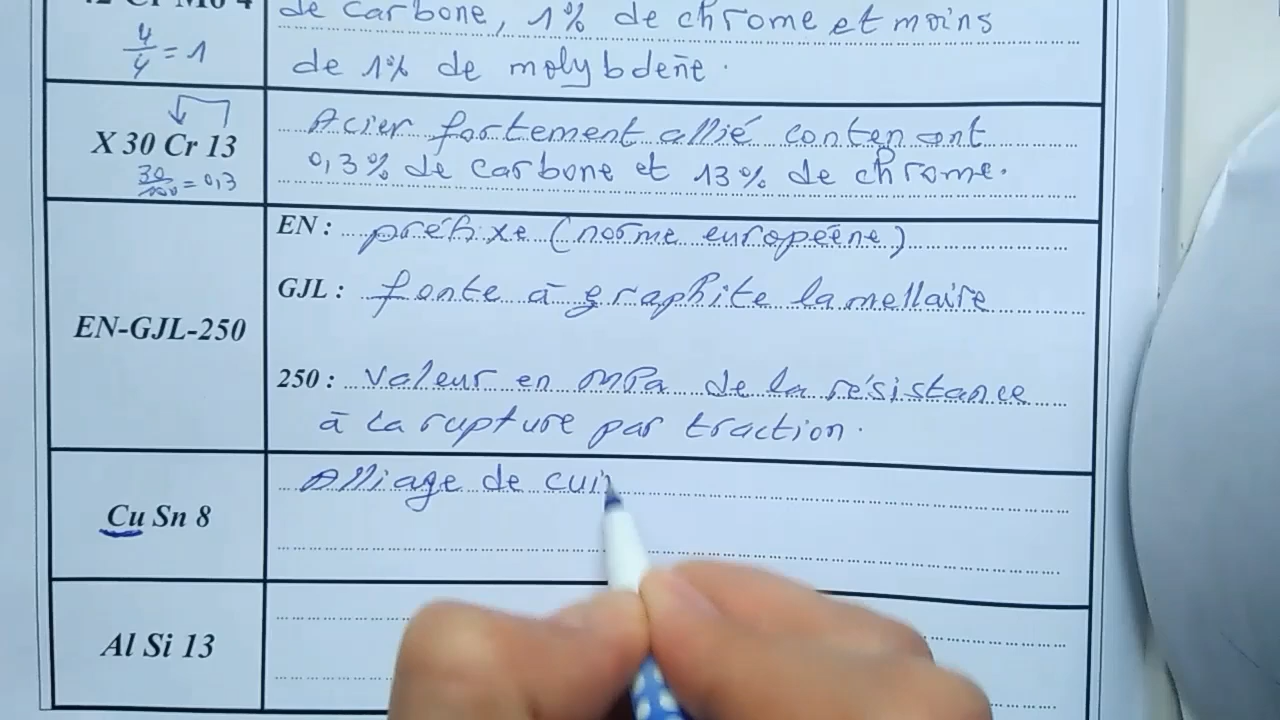 de carbone, 1% de chrome et moins
4/4 = 1
de 1% de molybdène.
X 30 Cr 13
30/100 = 0,3
Acier fortement allié contenant
0,3% de carbone et 13% de chrome.
EN-GJL-250
EN : préfixe (norme européène)
GJL : fonte à graphite lamellaire
250 : Valeur en MPa de la résistance
à la rupture par traction.
Cu Sn 8
Alliage de cui
Al Si 13